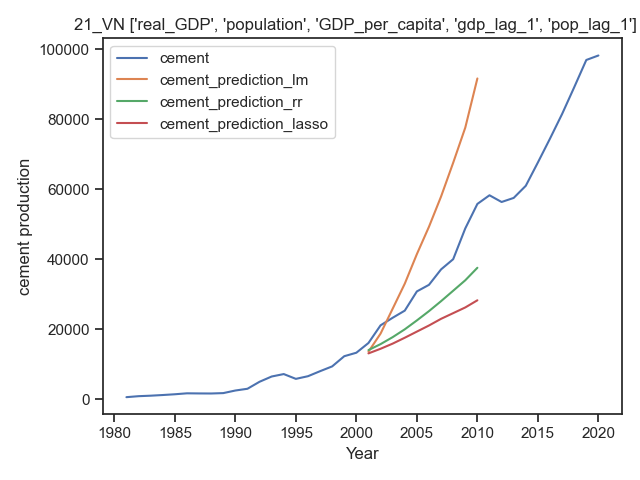 21_VN ['real_GDP', 'population', 'GDP_per_capita', 'gdp_lag_1', 'pop_lag_1']
100000
80000
60000
40000
20000
0
cement production
cement
cement_prediction_lm
cement_prediction_rr
cement_prediction_lasso
1980 1985 1990 1995 2000 2005 2010 2015 2020
Year